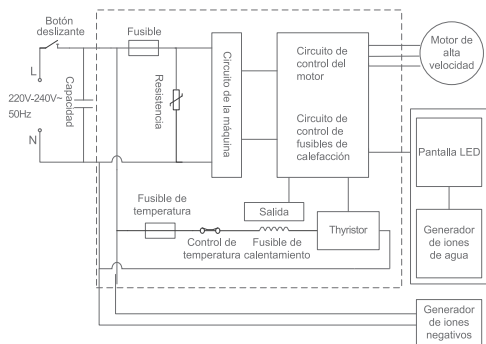 Botón
deslizante
L
220V-240V~
50Hz
N
Capacidad
Fusible
Resistencia
Circuito de la máquina
Circuito de
control del
motor
Circuito de
control de
fusibles de
calefacción
Motor de
alta
velocidad
Pantalla LED
Generador
de iones
de agua
Fusible de
temperatura
Control de
temperatura
Fusible de
calentamiento
Salida
Thyristor
Generador
de iones
negativos